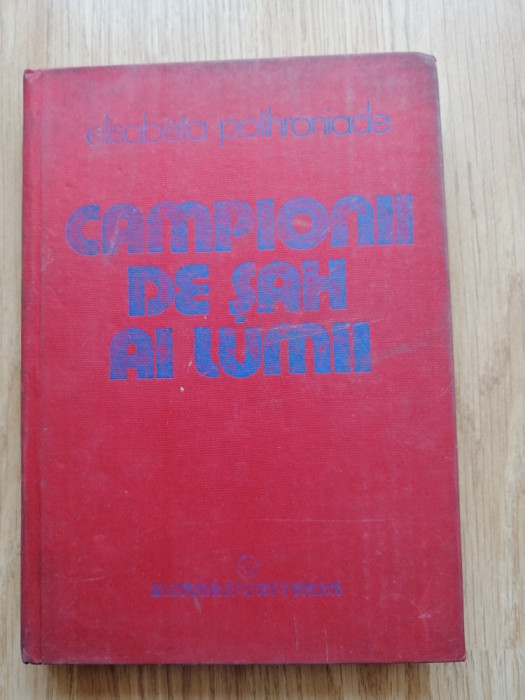 elisabeta polihroniade
CAMPIONII
DE ŞAH
AI LUMII